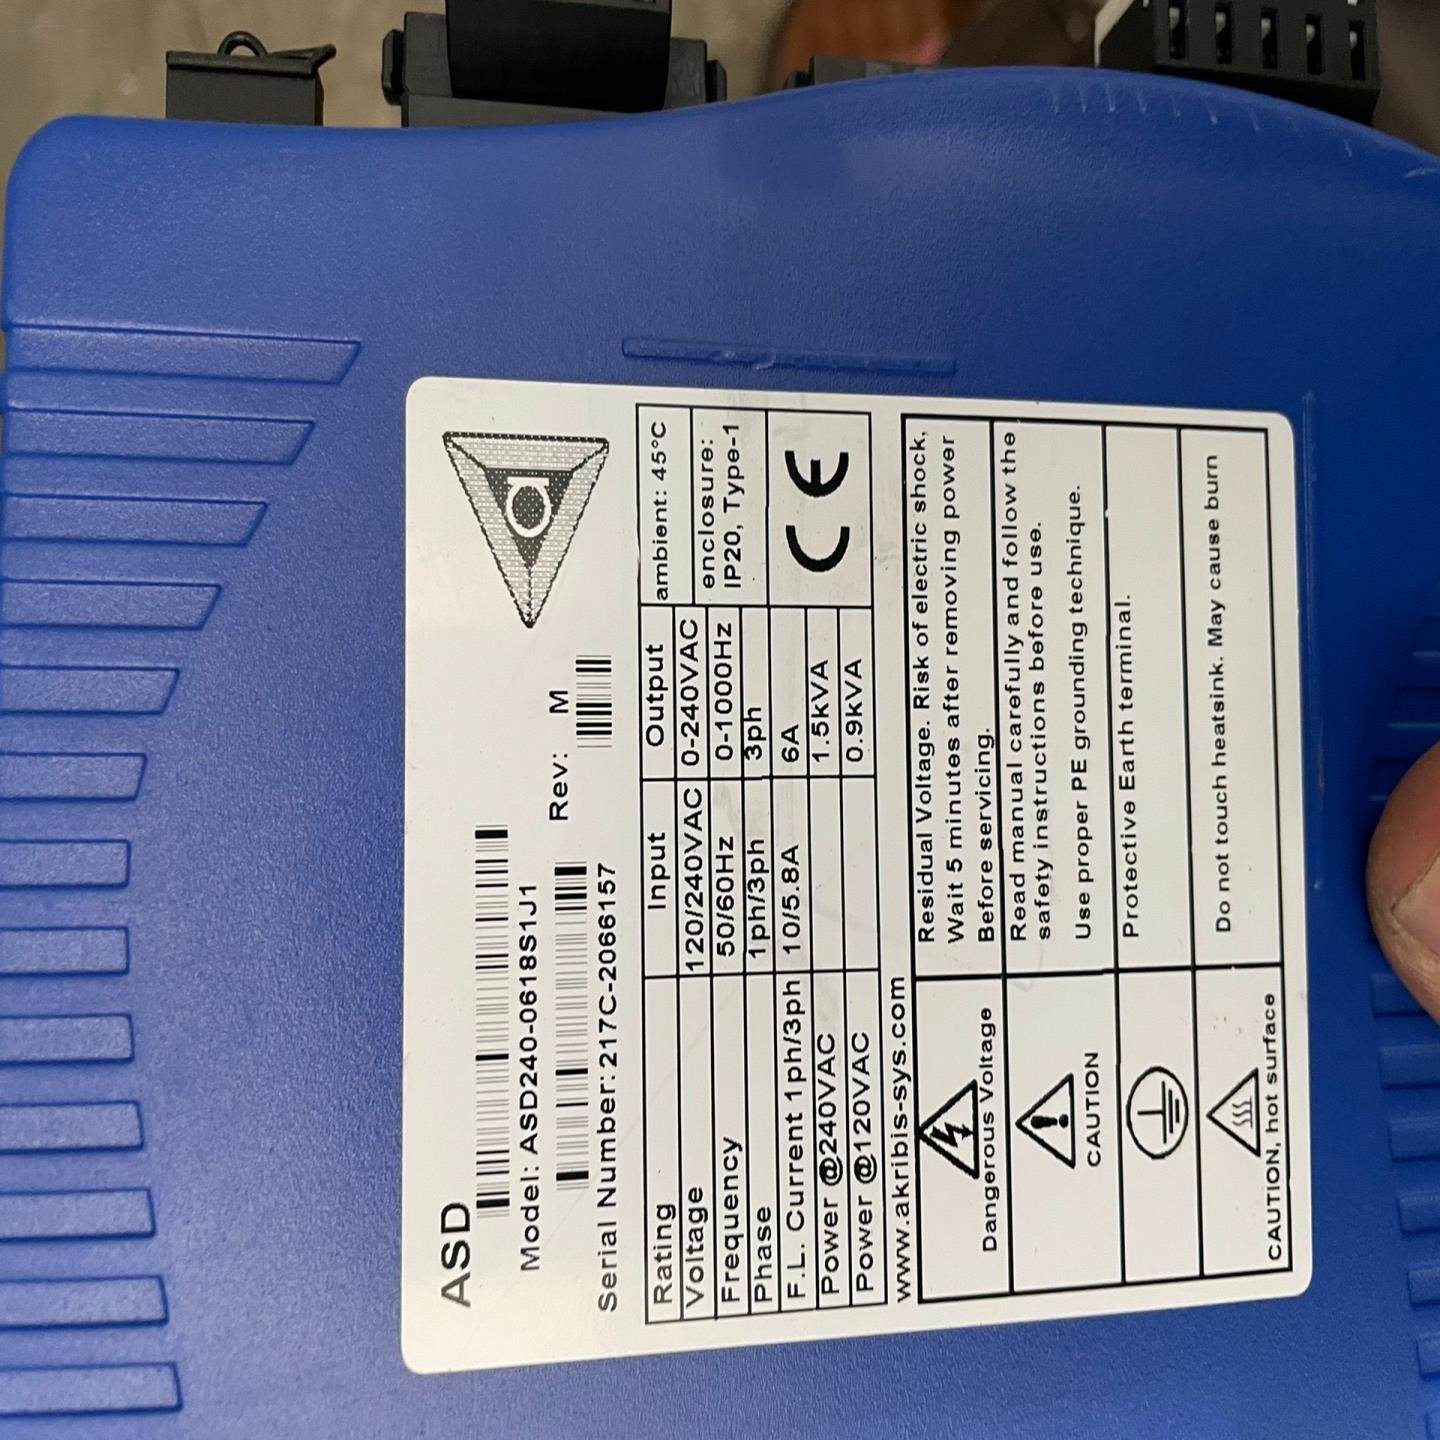 ASD
Model: ASD240-0618S1J1
Rev: M
Serial Number: 217C-2066157
Rating Input Output ambient: 45°C
Voltage 120/240VAC 0-240VAC enclosure:
Frequency 50/60Hz 0-1000Hz IP20, Type-1
Phase 1ph/3ph 3ph
F.L. Current 1ph/3ph 10/5.8A 6A CE
Power @240VAC 1.5kVA
Power @120VAC 0.9kVA
www.akribis-sys.com
Residual Voltage. Risk of electric shock,
Wait 5 minutes after removing power
Dangerous Voltage Before servicing.
Read manual carefully and follow the
safety instructions before use.
CAUTION Use proper PE grounding technique.
Protective Earth terminal.
Do not touch heatsink. May cause burn
CAUTION, hot surface